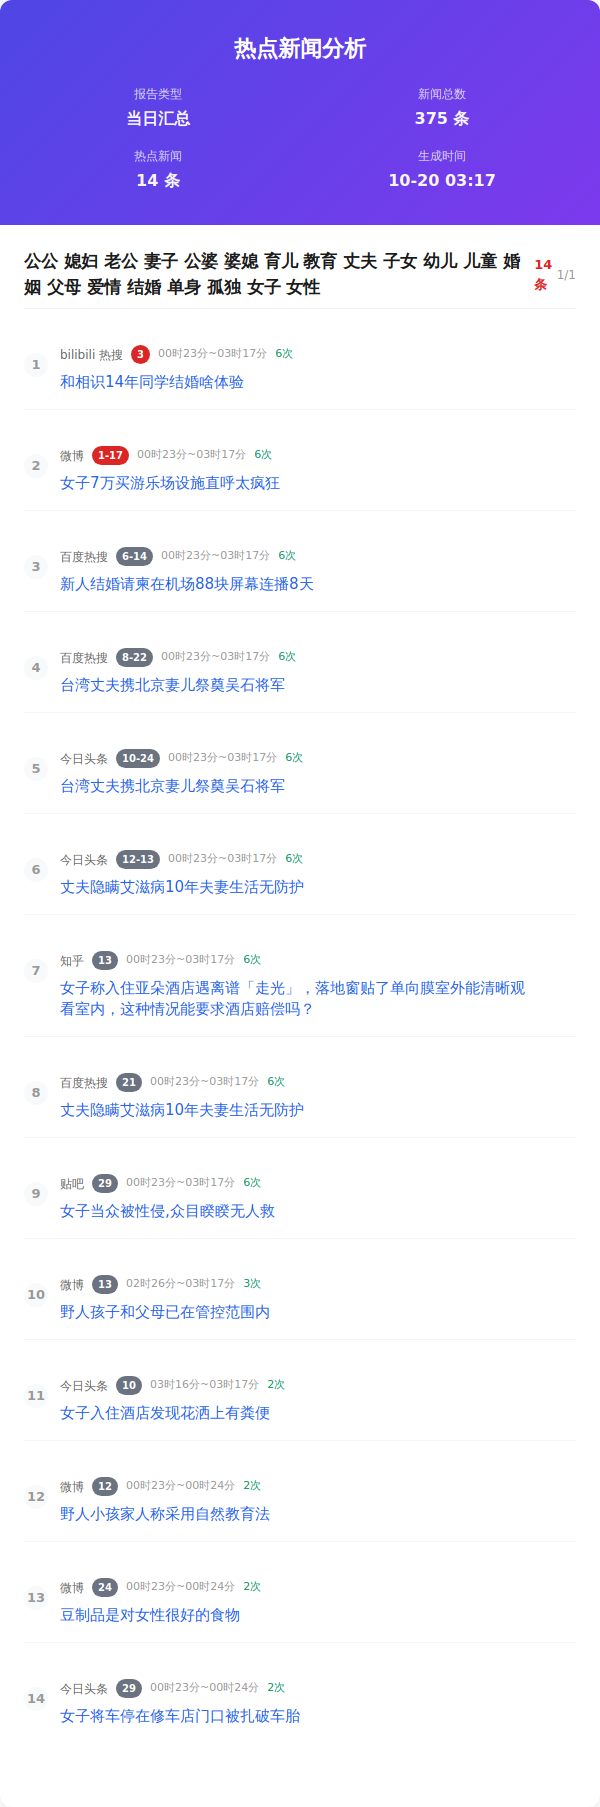 热点新闻分析
报告类型
新闻总数
当日汇总
375 条
热点新闻
生成时间
14 条
10-20 03:17
公公 媳妇 老公 妻子 公婆 婆媳 育儿 教育 丈夫 子女 幼儿 儿童 婚
姻 父母 爱情 结婚 单身 孤独 女子 女性
14
条
1/1
1
bilibili 热搜 3 00时23分~03时17分 6次
和相识14年同学结婚啥体验
2
微博 1-17 00时23分~03时17分 6次
女子7万买游乐场设施直呼太疯狂
3
百度热搜 6-14 00时23分~03时17分 6次
新人结婚请柬在机场88块屏幕连播8天
4
百度热搜 8-22 00时23分~03时17分 6次
台湾丈夫携北京妻儿祭奠吴石将军
5
今日头条 10-24 00时23分~03时17分 6次
台湾丈夫携北京妻儿祭奠吴石将军
6
今日头条 12-13 00时23分~03时17分 6次
丈夫隐瞒艾滋病10年夫妻生活无防护
7
知乎 13 00时23分~03时17分 6次
女子称入住亚朵酒店遇离谱「走光」，落地窗贴了单向膜室外能清晰观
看室内，这种情况能要求酒店赔偿吗？
8
百度热搜 21 00时23分~03时17分 6次
丈夫隐瞒艾滋病10年夫妻生活无防护
9
贴吧 29 00时23分~03时17分 6次
女子当众被性侵,众目睽睽无人救
10
微博 13 02时26分~03时17分 3次
野人孩子和父母已在管控范围内
11
今日头条 10 03时16分~03时17分 2次
女子入住酒店发现花洒上有粪便
12
微博 12 00时23分~00时24分 2次
野人小孩家人称采用自然教育法
13
微博 24 00时23分~00时24分 2次
豆制品是对女性很好的食物
14
今日头条 29 00时23分~00时24分 2次
女子将车停在修车店门口被扎破车胎